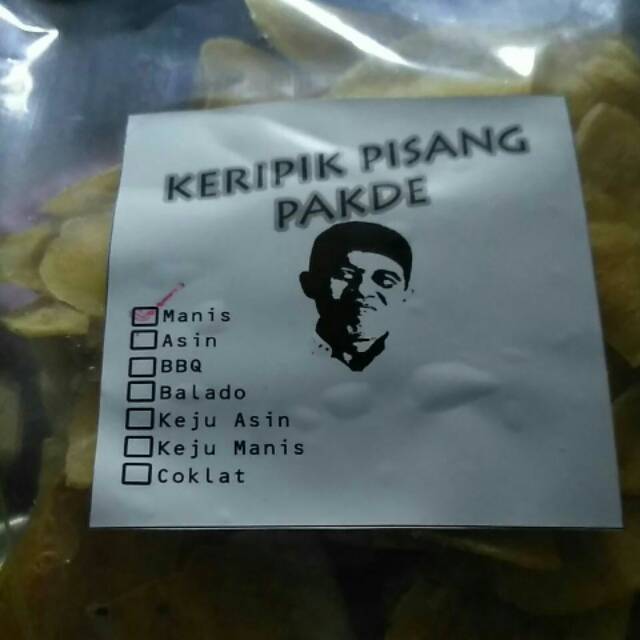 KERIPIK PISANG
PAKDE
Manis
Asin
BBQ
Balado
Keju Asin
Keju Manis
Coklat